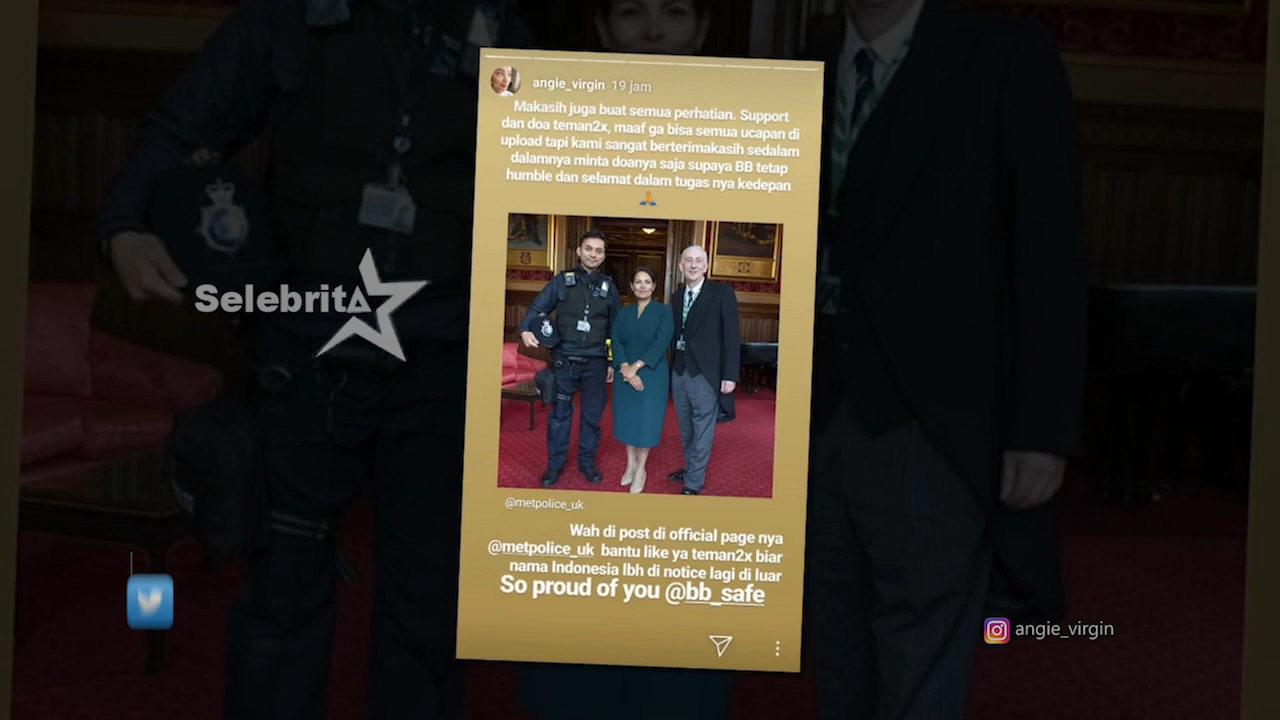 angie_virgin 19 jam
Makasih juga buat semua perhatian. Support
dan doa teman2x, maaf ga bisa semua ucapan di
upload tapi kami sangat berterimakasih sedalam
dalamnya minta doanya saja supaya BB tetap
humble dan selamat dalam tugas nya kedepan
🙏
Selebrita
@metpolice_uk
Wah di post di official page nya
@metpolice_uk bantu like ya teman2x biar
nama Indonesia lbh di notice lagi di luar
So proud of you @bb_safe
angie_virgin